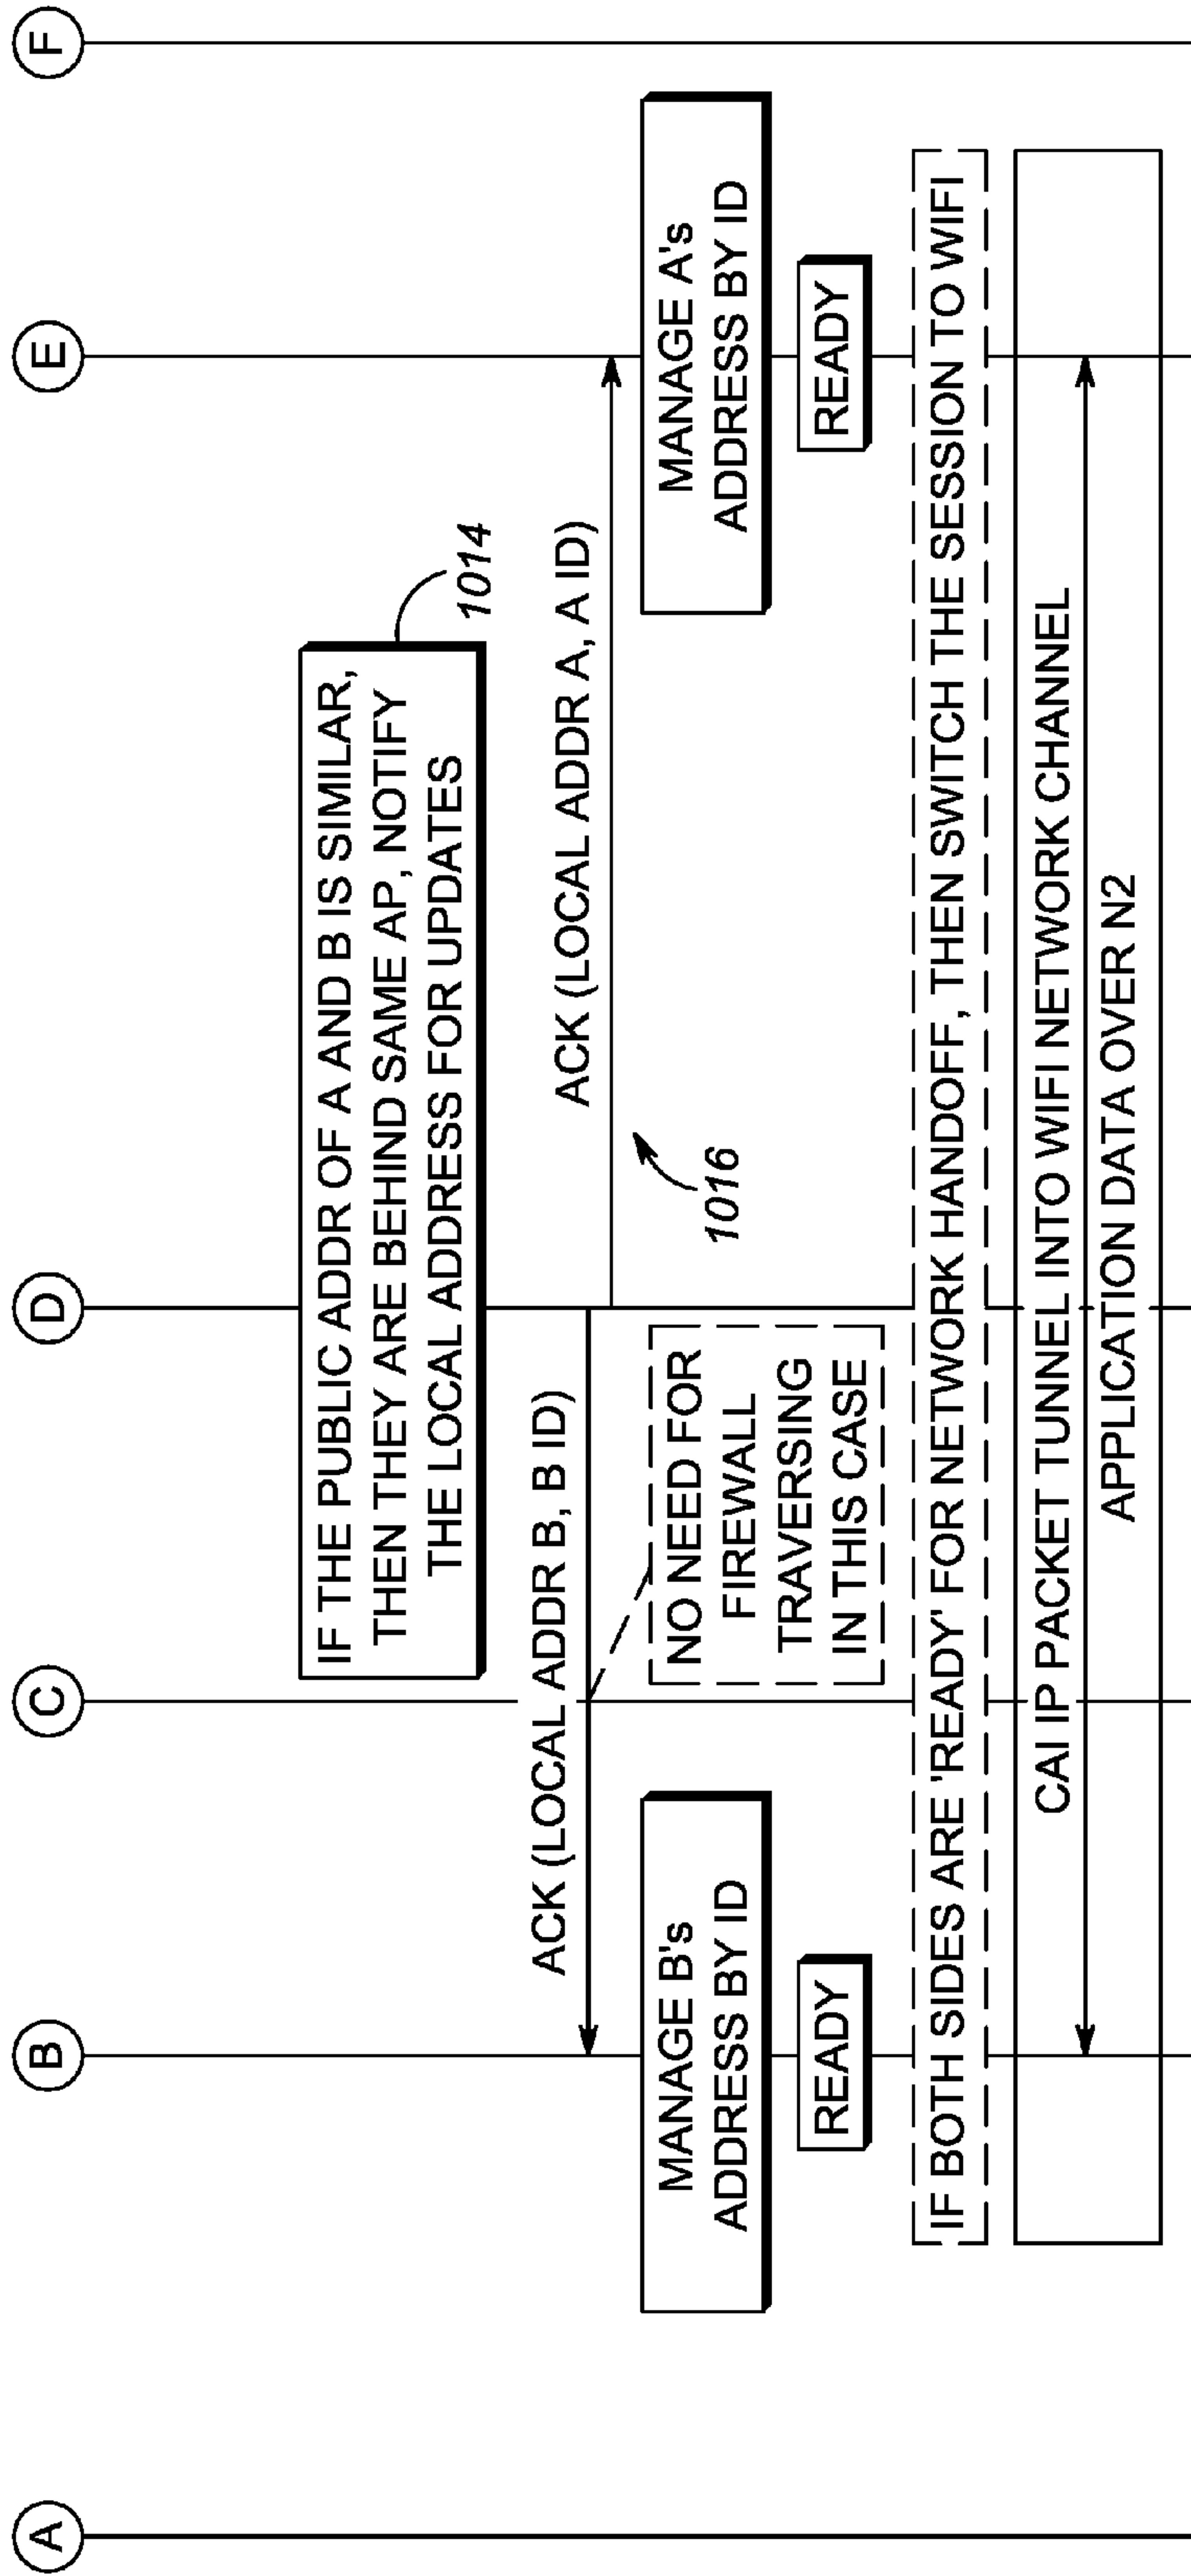 A
B
C
D
E
F
IF THE PUBLIC ADDR OF A AND B IS SIMILAR,
THEN THEY ARE BEHIND SAME AP, NOTIFY
THE LOCAL ADDRESS FOR UPDATES
1014
ACK (LOCAL ADDR B, B ID)
ACK (LOCAL ADDR A, A ID)
1016
MANAGE B's
ADDRESS BY ID
NO NEED FOR
FIREWALL
TRAVERSING
IN THIS CASE
MANAGE A's
ADDRESS BY ID
READY
READY
IF BOTH SIDES ARE 'READY' FOR NETWORK HANDOFF, THEN SWITCH THE SESSION TO WIFI
CAI IP PACKET TUNNEL INTO WIFI NETWORK CHANNEL
APPLICATION DATA OVER N2